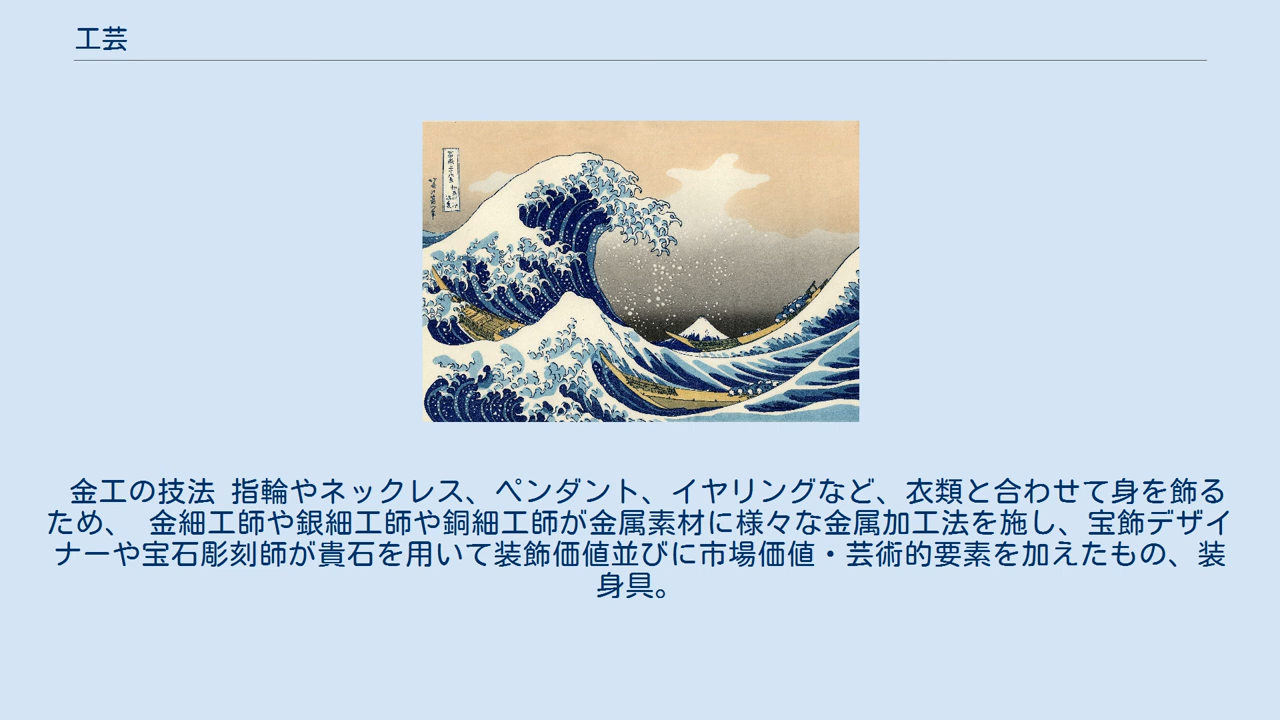 工芸
金工の技法 指輪やネックレス、ペンダント、イヤリングなど、衣類と合わせて身を飾る
ため、 金細工師や銀細工師や銅細工師が金属素材に様々な金属加工法を施し、宝飾デザイ
ナーや宝石彫刻師が貴石を用いて装飾価値並びに市場価値・芸術的要素を加えたもの、装
身具。